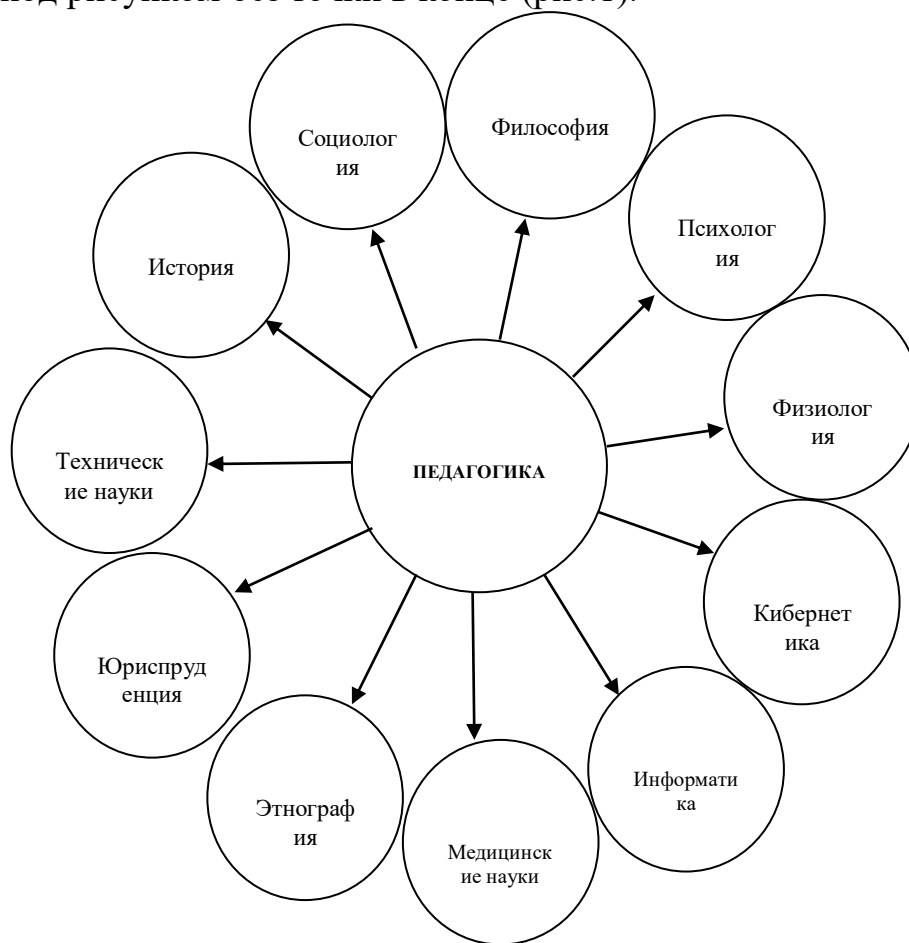 под рисунком без точки в конце (рис.1).
Философия
Социолог
ия
Психолог
ия
История
Физиолог
ия
ПЕДАГОГИКА
Техническ
ие науки
Кибернет
ика
Юриспруд
енция
Информати
ка
Этнограф
ия
Медицинск
ие науки